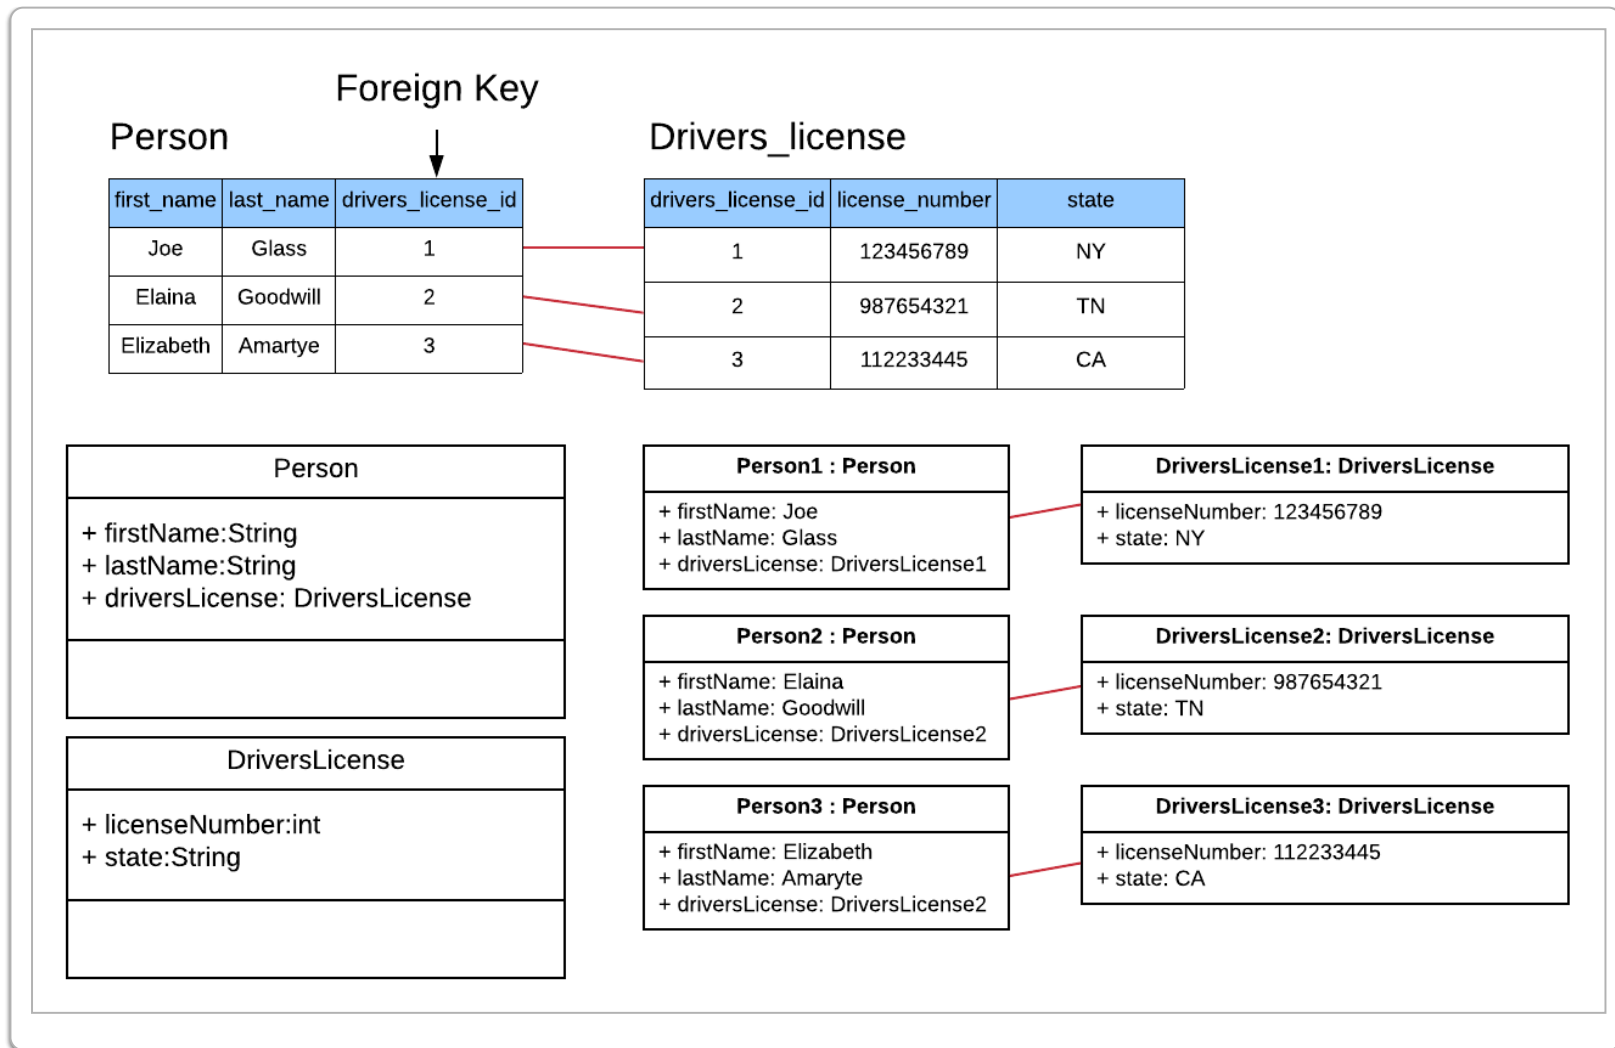 Foreign Key
Person
Drivers_license
first_name last_name drivers_license_id
Joe Glass 1
Elaina Goodwill 2
Elizabeth Amartye 3
drivers_license_id license_number state
1 123456789 NY
2 987654321 TN
3 112233445 CA
Person
+ firstName:String
+ lastName:String
+ driversLicense: DriversLicense
DriversLicense
+ licenseNumber:int
+ state:String
Person1 : Person
+ firstName: Joe
+ lastName: Glass
+ driversLicense: DriversLicense1
DriversLicense1: DriversLicense
+ licenseNumber: 123456789
+ state: NY
Person2 : Person
+ firstName: Elaina
+ lastName: Goodwill
+ driversLicense: DriversLicense2
DriversLicense2: DriversLicense
+ licenseNumber: 987654321
+ state: TN
Person3 : Person
+ firstName: Elizabeth
+ lastName: Amaryte
+ driversLicense: DriversLicense2
DriversLicense3: DriversLicense
+ licenseNumber: 112233445
+ state: CA